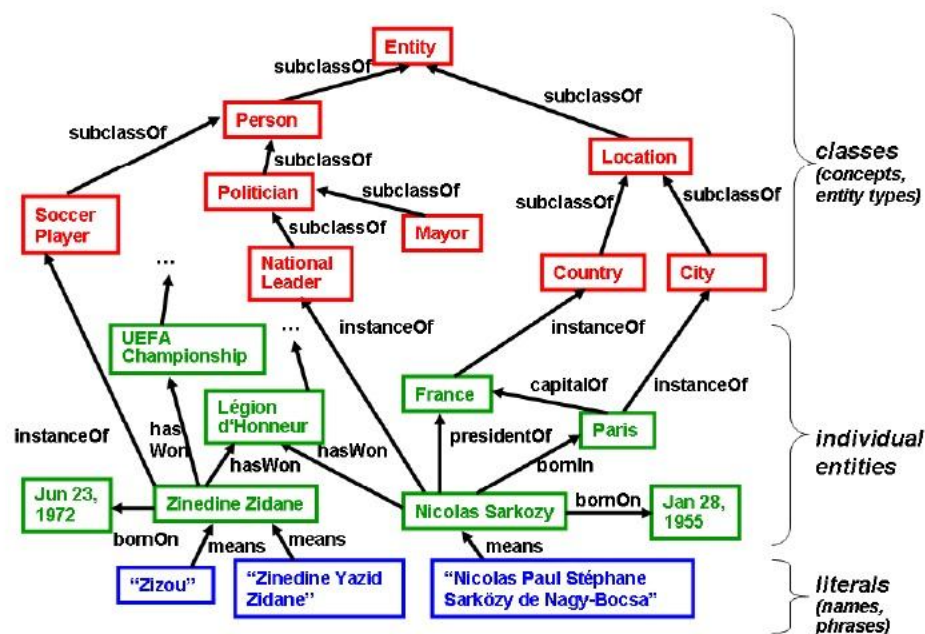 Entity
subclassOf
subclassOf
Person
subclassOf
subclassOf
Location
classes
(concepts,
entity types)
Politician
subclassOf
subclassOf
subclassOf
Soccer
Player
subclassOf
Mayor
...
National
Leader
Country
City
instanceOf
instanceOf
...
UEFA
Championship
France
capitalOf
instanceOf
Légion
d'Honneur
Paris
instanceOf
has
Won
hasWon
hasWon
presidentOf
bornIn
individual
entities
Jun 23,
1972
Zinedine Zidane
Nicolas Sarkozy
bornOn
Jan 28,
1955
bornOn
means
means
means
"Zizou"
"Zinedine Yazid
Zidane"
"Nicolas Paul Stéphane
Sarközy de Nagy-Bocsa"
literals
(names,
phrases)